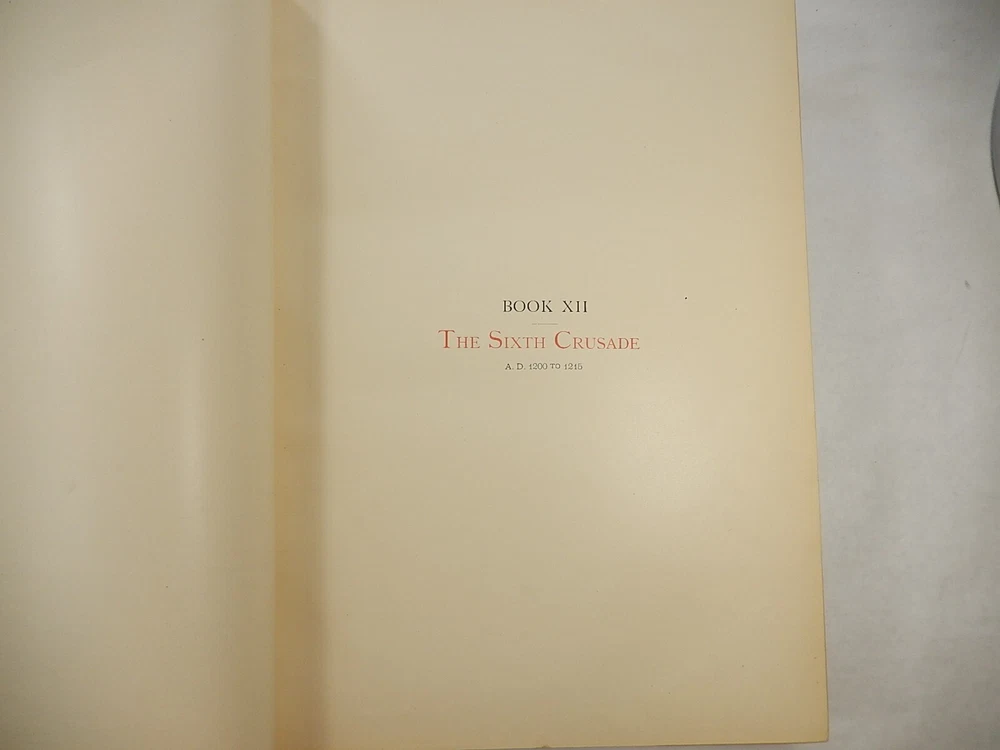 BOOK XII
The Sixth Crusade
A. D. 1200 TO 1215